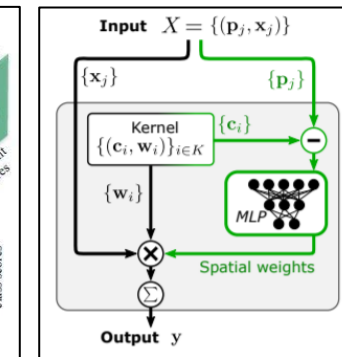 Input X = {(p_j, x_j)}
{x_j}
{p_j}
Kernel
{(c_i, w_i)}_{i∈K}
{c_i}
−
{w_i}
MLP
×
Spatial weights
Σ
Output y